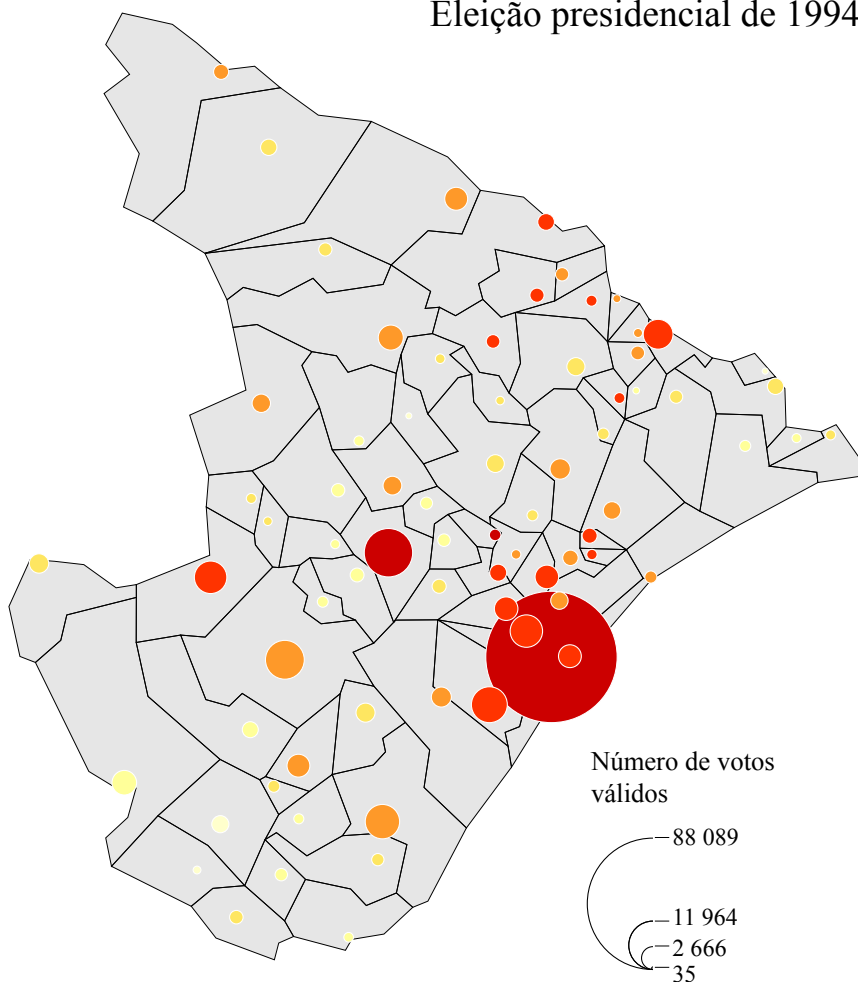 Eleição presidencial de 1994
Número de votos
válidos
88 089
11 964
2 666
35